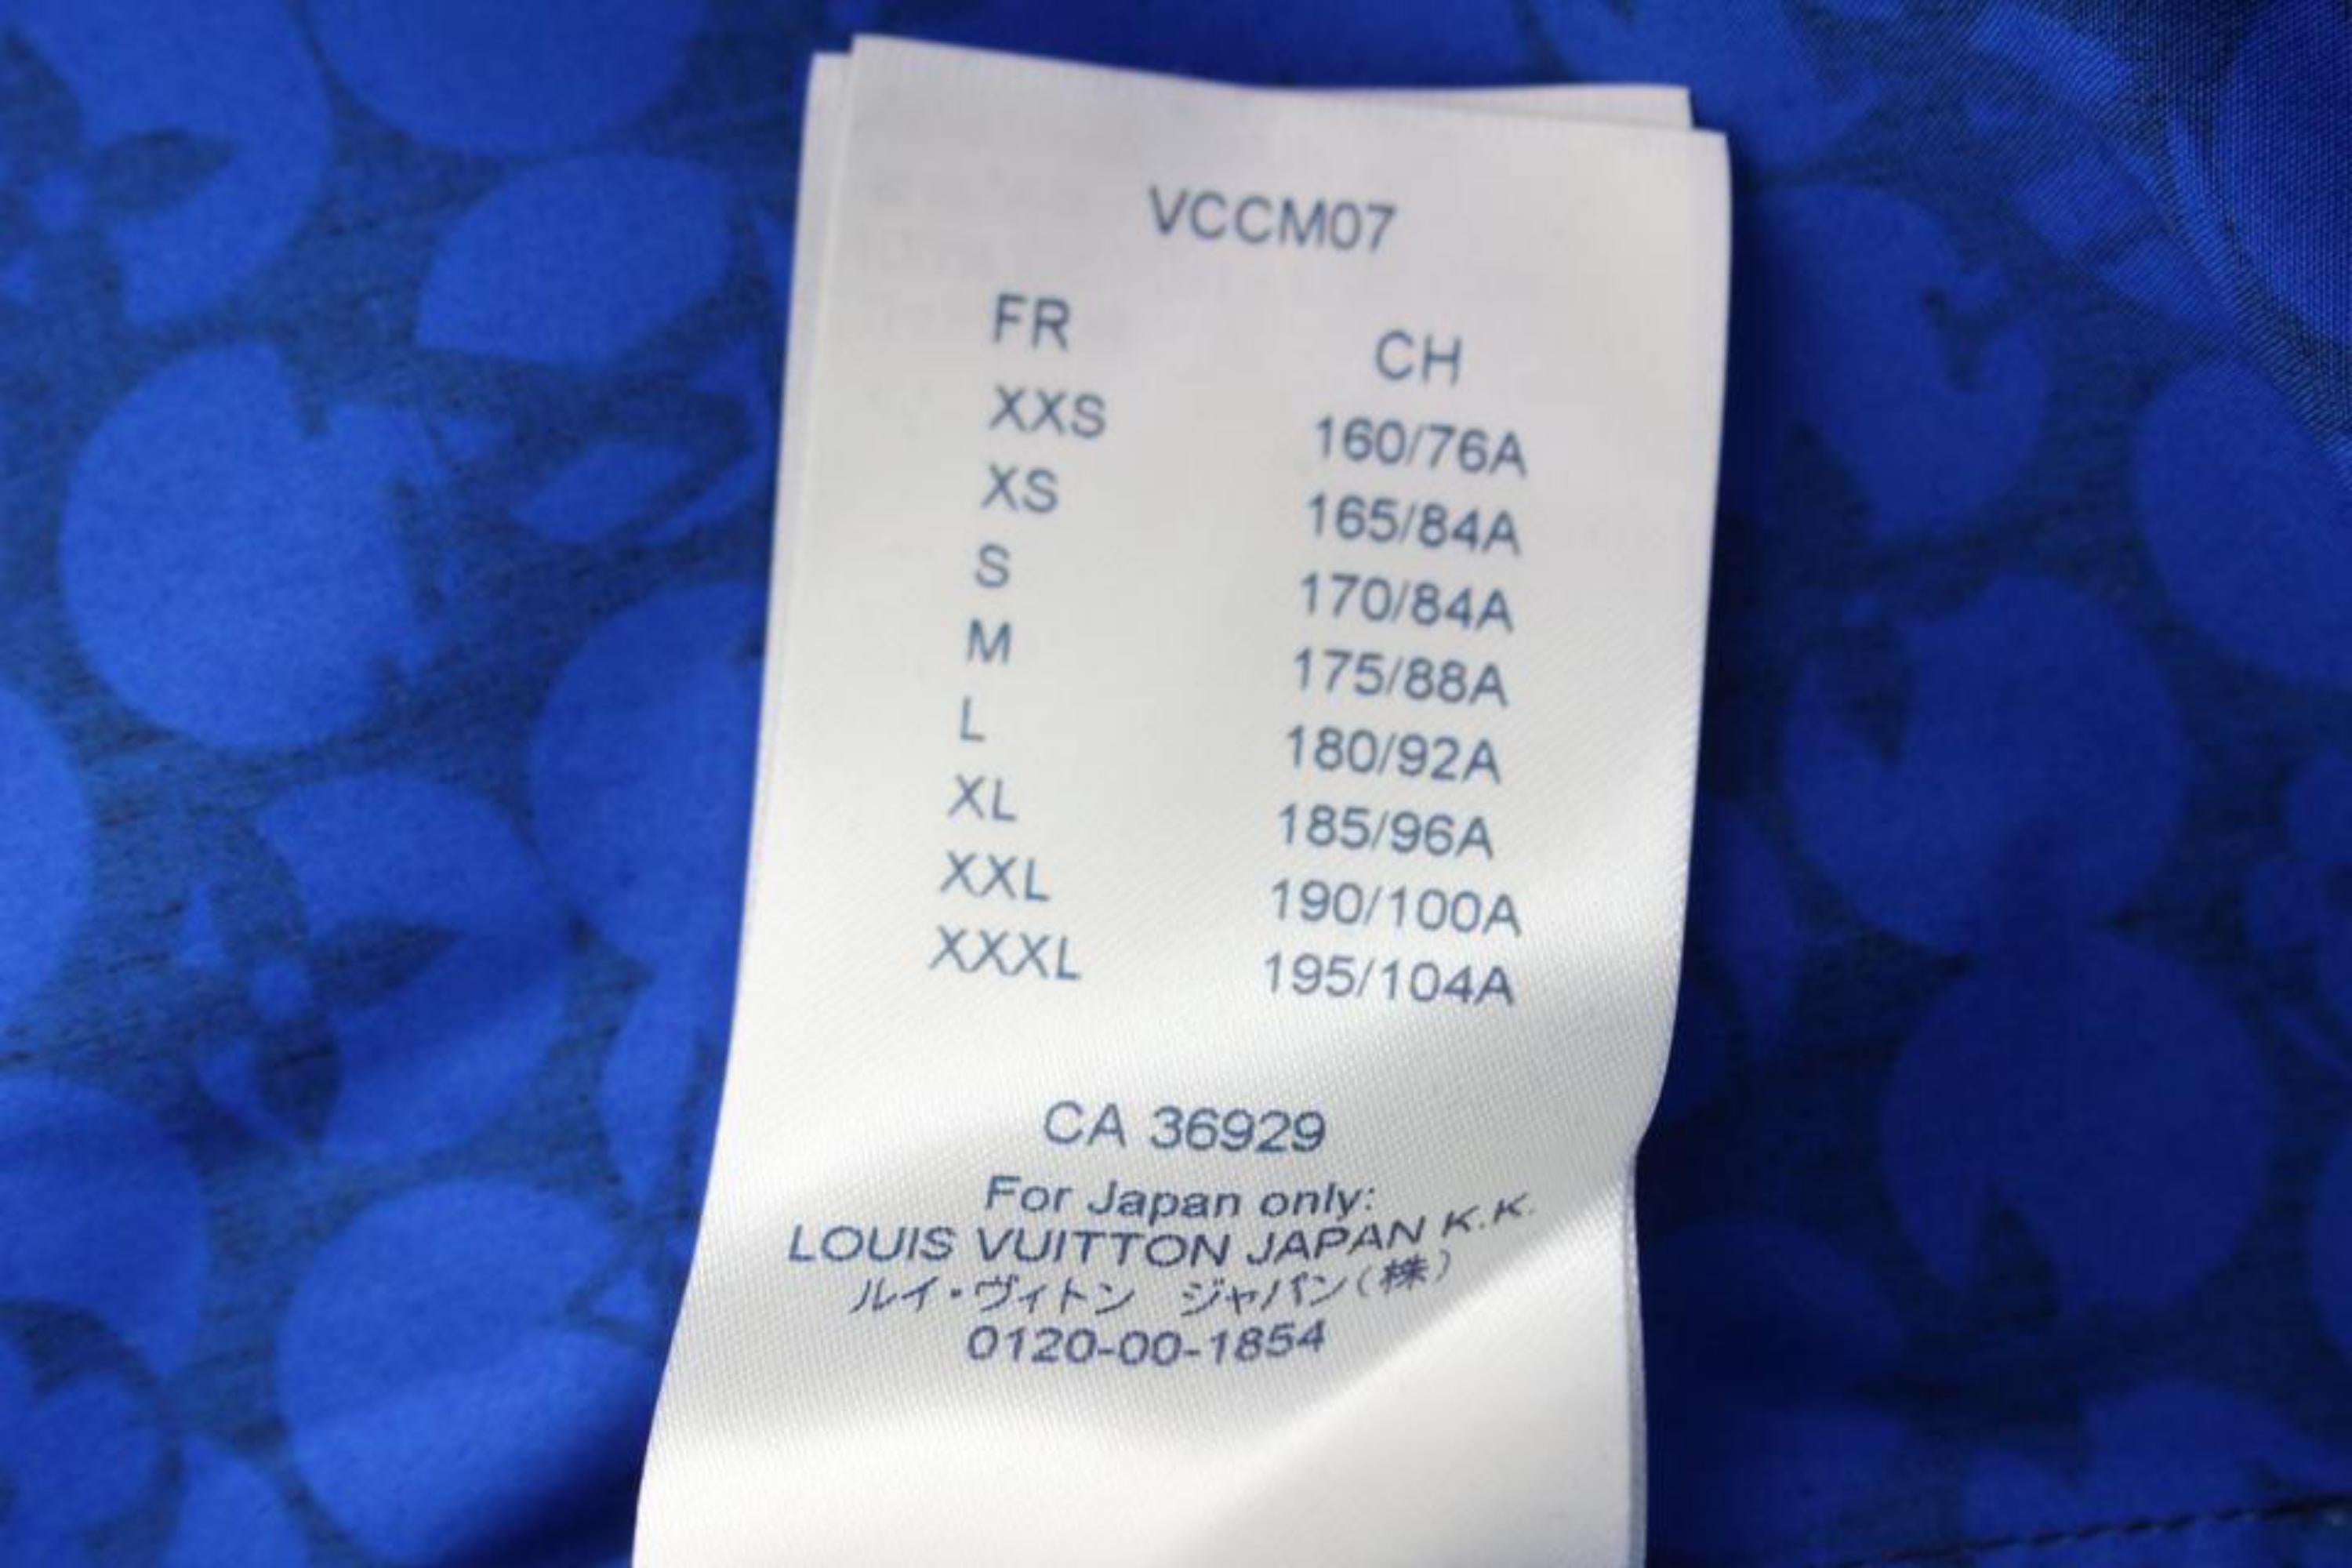 VCCM07
FR CH
XXS 160/76A
XS 165/84A
S 170/84A
M 175/88A
L 180/92A
XL 185/96A
XXL 190/100A
XXXL 195/104A
CA 36929
For Japan only:
LOUIS VUITTON JAPAN K.K.
ルイ・ヴィトン ジャパン(株)
0120-00-1854